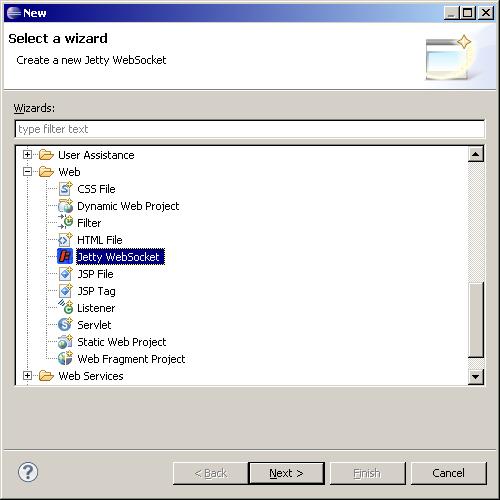 New
Select a wizard
Create a new Jetty WebSocket
Wizards:
type filter text
User Assistance
Web
CSS File
Dynamic Web Project
Filter
HTML File
Jetty WebSocket
JSP File
JSP Tag
Listener
Servlet
Static Web Project
Web Fragment Project
Web Services
? < Back Next > Finish Cancel